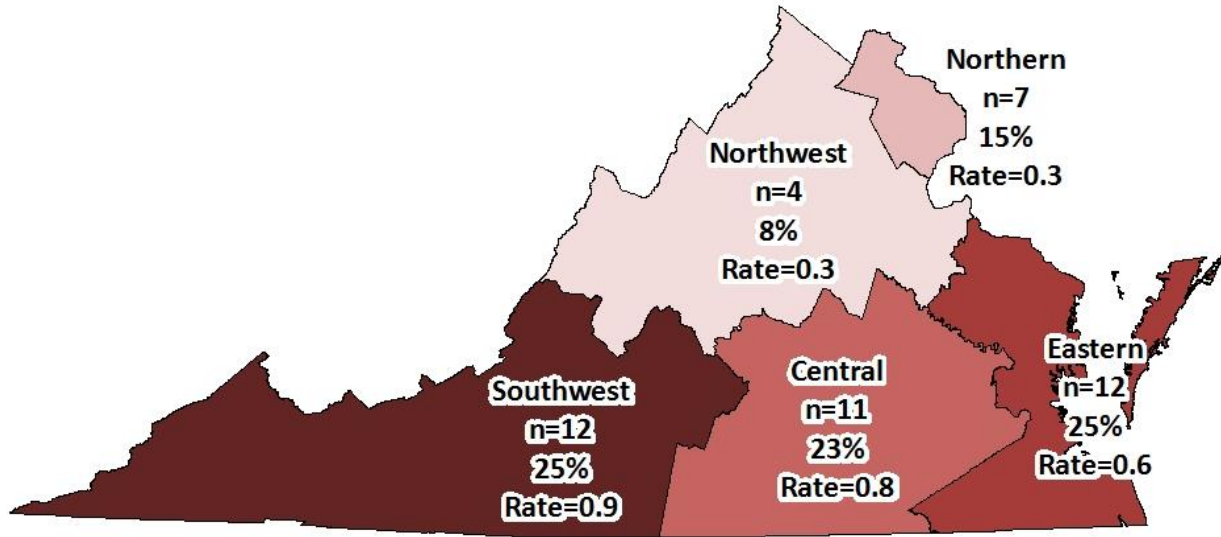 Northern
n=7
15%
Rate=0.3
Northwest
n=4
8%
Rate=0.3
Southwest
n=12
25%
Rate=0.9
Central
n=11
23%
Rate=0.8
Eastern
n=12
25%
Rate=0.6